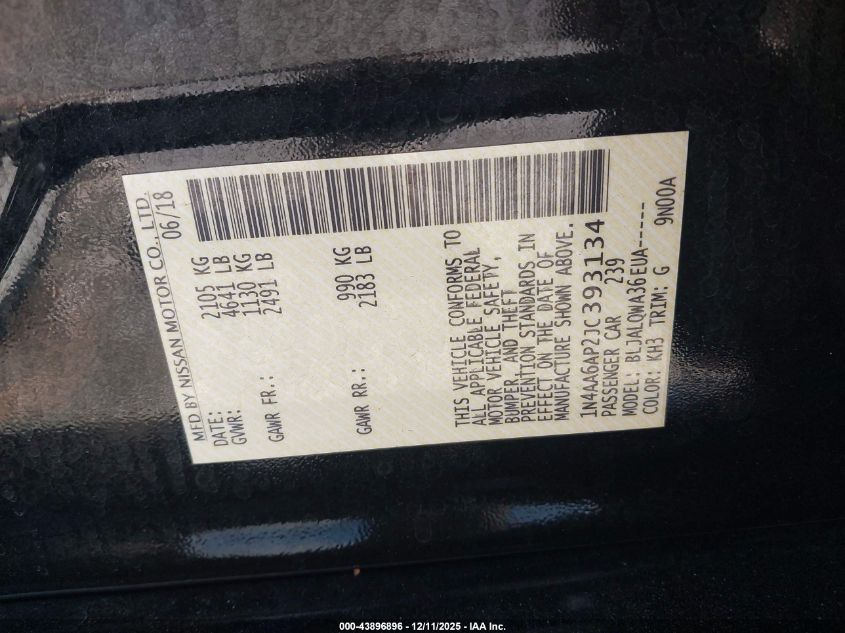 MFD BY NISSAN MOTOR CO., LTD.
DATE: 06/18
GVWR: 2105 KG
4641 LB
GAWR FR.: 1130 KG
2491 LB
GAWR RR.: 990 KG
2183 LB
THIS VEHICLE CONFORMS TO
ALL APPLICABLE FEDERAL
MOTOR VEHICLE SAFETY,
BUMPER, AND THEFT
PREVENTION STANDARDS IN
EFFECT ON THE DATE OF
MANUFACTURE SHOWN ABOVE.
1N4AA6AP2JC393134
PASSENGER CAR 239
MODEL: BLJALQWA36EUA-----
COLOR: KH3 TRIM: G 9N00A
000-43896896 - 12/11/2025 - IAA Inc.